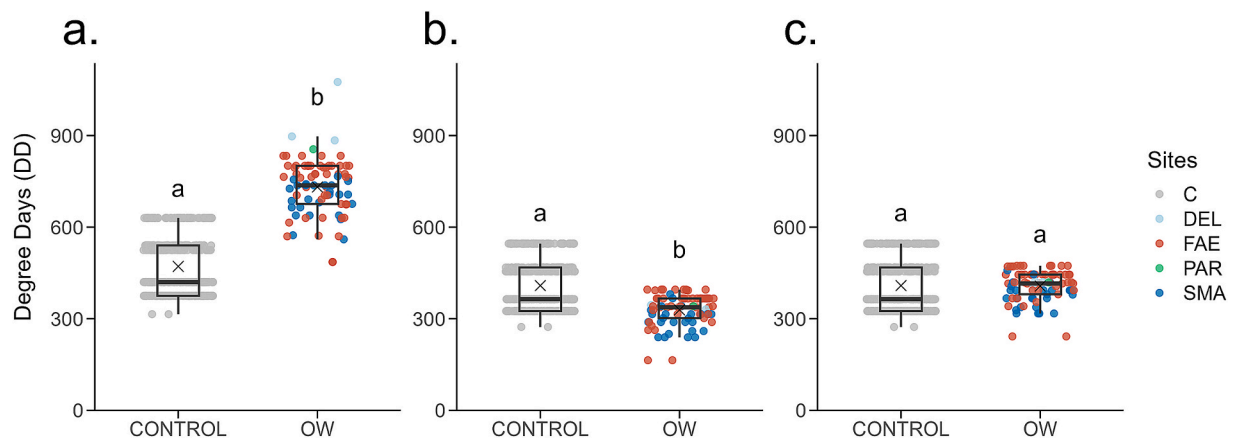 a.
Degree Days (DD)
900
600
300
0
a
b
CONTROL
OW
b.
900
600
300
0
a
b
CONTROL
OW
c.
900
600
300
0
a
a
CONTROL
OW
Sites
C
DEL
FAE
PAR
SMA